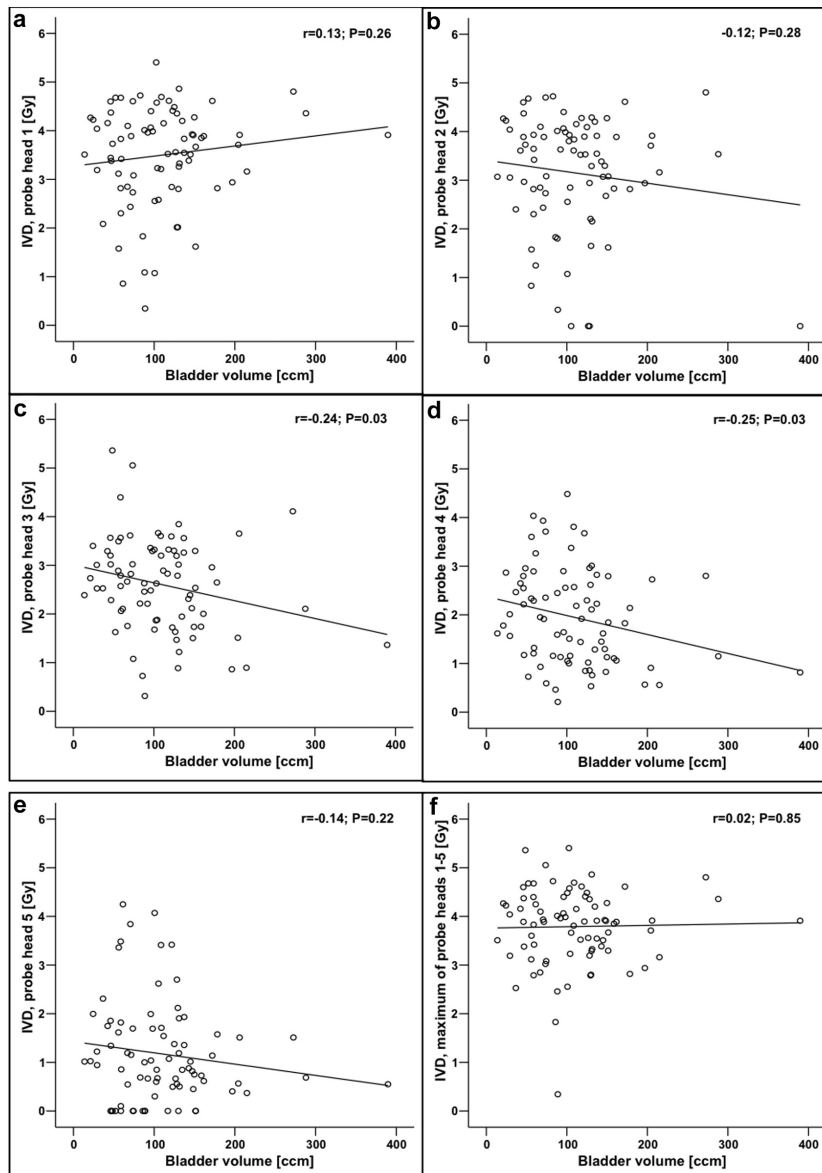 a
r=0.13; P=0.26
IVD, probe head 1 [Gy]
6
5
4
3
2
1
0
0 100 200 300 400
Bladder volume [ccm]
b
-0.12; P=0.28
IVD, probe head 2 [Gy]
6
5
4
3
2
1
0
0 100 200 300 400
Bladder volume [ccm]
c
r=-0.24; P=0.03
IVD, probe head 3 [Gy]
6
5
4
3
2
1
0
0 100 200 300 400
Bladder volume [ccm]
d
r=-0.25; P=0.03
IVD, probe head 4 [Gy]
6
5
4
3
2
1
0
0 100 200 300 400
Bladder volume [ccm]
e
r=-0.14; P=0.22
IVD, probe head 5 [Gy]
6
5
4
3
2
1
0
0 100 200 300 400
Bladder volume [ccm]
f
r=0.02; P=0.85
IVD, maximum of probe heads 1-5 [Gy]
6
5
4
3
2
1
0
0 100 200 300 400
Bladder volume [ccm]